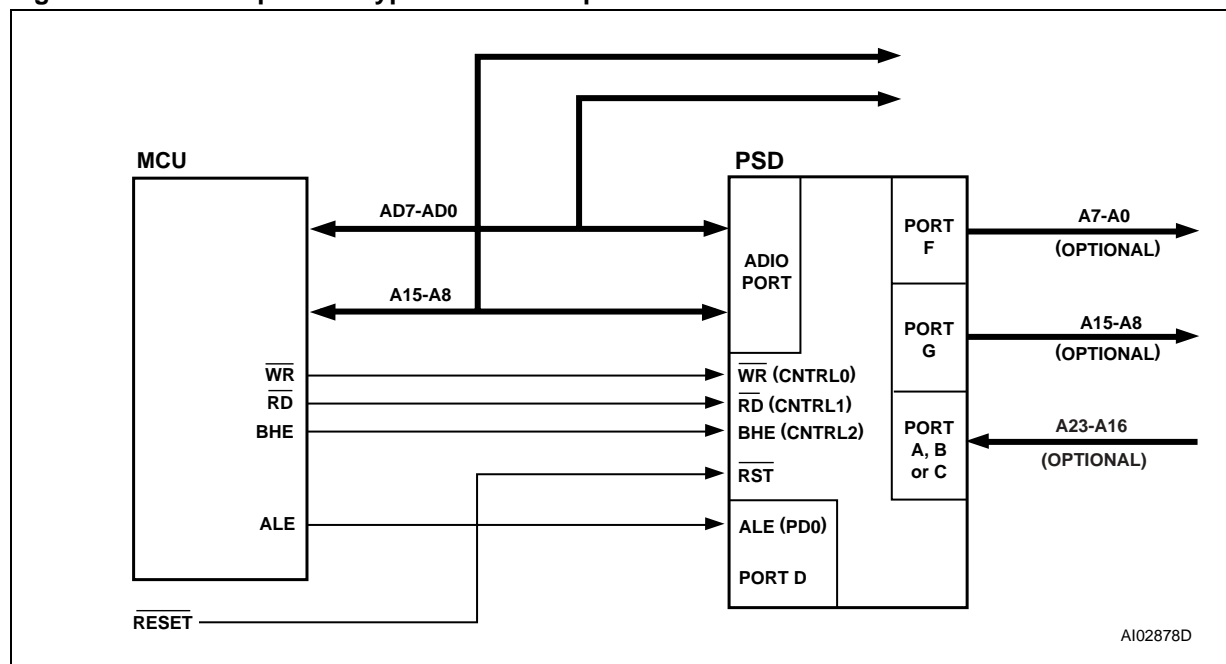 MCU
PSD
AD7-AD0
A15-A8
ADIO
PORT
PORT
F
A7-A0
(OPTIONAL)
PORT
G
A15-A8
(OPTIONAL)
PORT
A, B
or C
A23-A16
(OPTIONAL)
WR
RD
BHE
ALE
WR (CNTRL0)
RD (CNTRL1)
BHE (CNTRL2)
RST
ALE (PD0)
PORT D
RESET
AI02878D